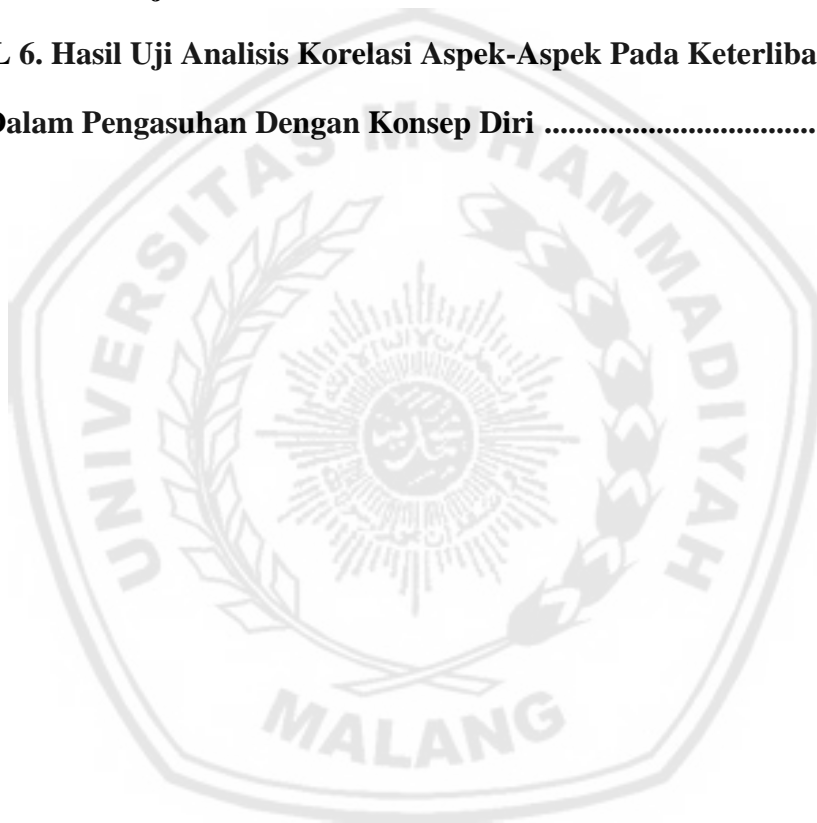 L 6. Hasil Uji Analisis Korelasi Aspek-Aspek Pada Keterliba
Dalam Pengasuhan Dengan Konsep Diri ..................................
UNIVERSITAS MUHAMMADIYAH
MALANG